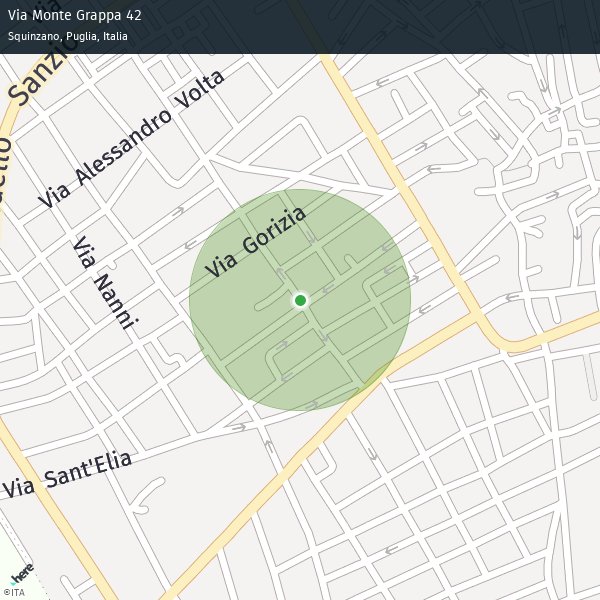 Via Monte Grappa 42
Squinzano, Puglia, Italia
Sanzio
Via Alessandro Volta
Via Gorizia
Via Nanni
Via Sant'Elia
here
©ITA